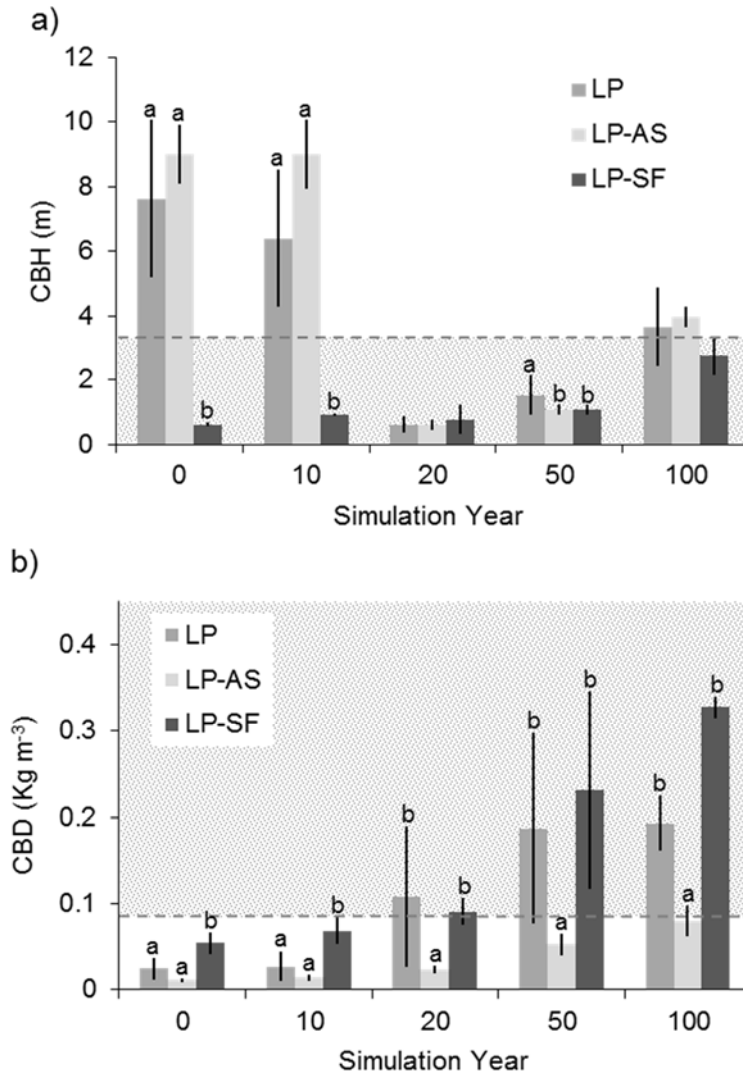 a)
12
10
8
6
4
2
0
CBH (m)
LP
LP-AS
LP-SF
a a
b
a a
b
a b b
0 10 20 50 100
Simulation Year
b)
0.4
0.3
0.2
0.1
0
CBD (Kg m⁻³)
LP
LP-AS
LP-SF
a a b
a a b
b a b
b a b
b a b
0 10 20 50 100
Simulation Year